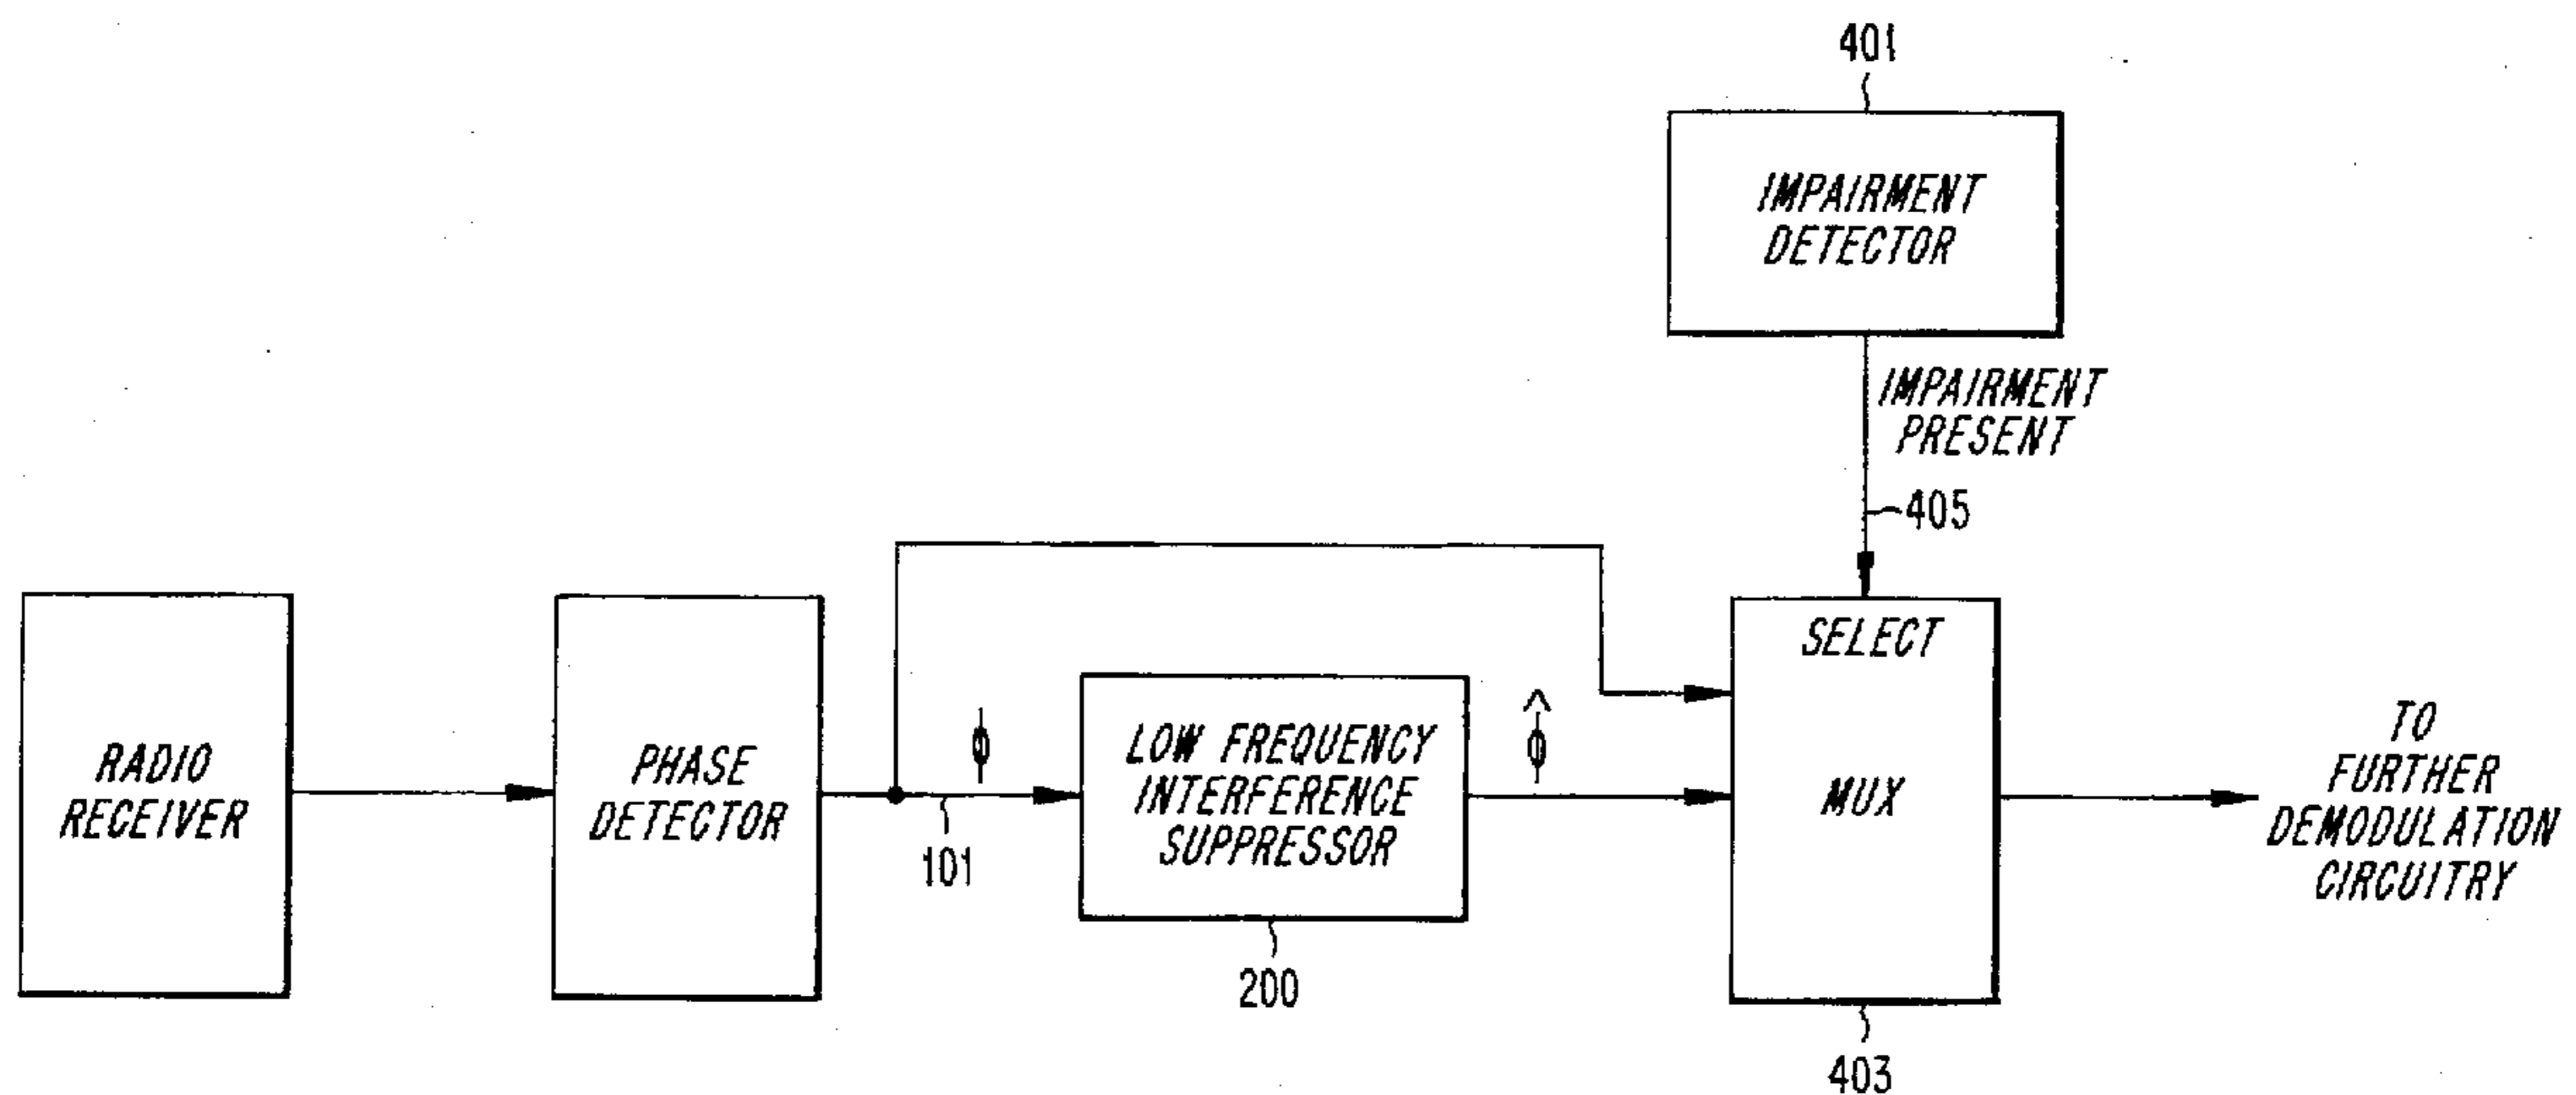 401
IMPAIRMENT
DETECTOR
IMPAIRMENT
PRESENT
405
RADIO
RECEIVER
PHASE
DETECTOR
ϕ
101
LOW FREQUENCY
INTERFERENCE
SUPPRESSOR
200
ϕ̂
SELECT
MUX
403
TO
FURTHER
DEMODULATION
CIRCUITRY